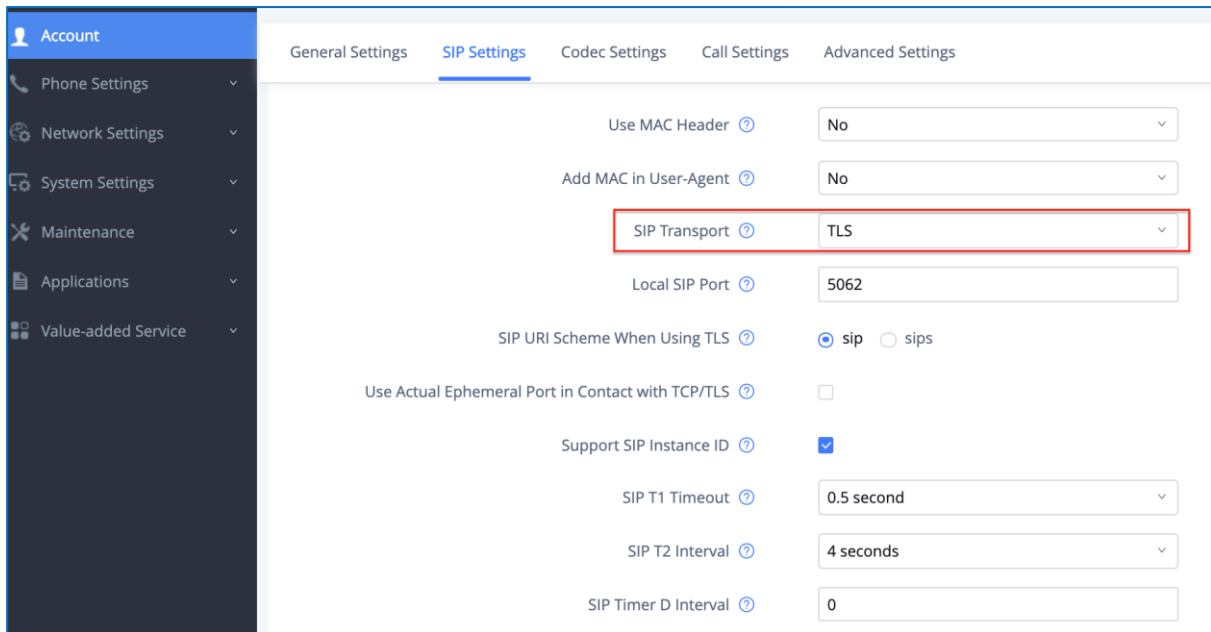 Account
Phone Settings
Network Settings
System Settings
Maintenance
Applications
Value-added Service
General Settings SIP Settings Codec Settings Call Settings Advanced Settings
Use MAC Header No
Add MAC in User-Agent No
SIP Transport TLS
Local SIP Port 5062
SIP URI Scheme When Using TLS sip sips
Use Actual Ephemeral Port in Contact with TCP/TLS
Support SIP Instance ID
SIP T1 Timeout 0.5 second
SIP T2 Interval 4 seconds
SIP Timer D Interval 0